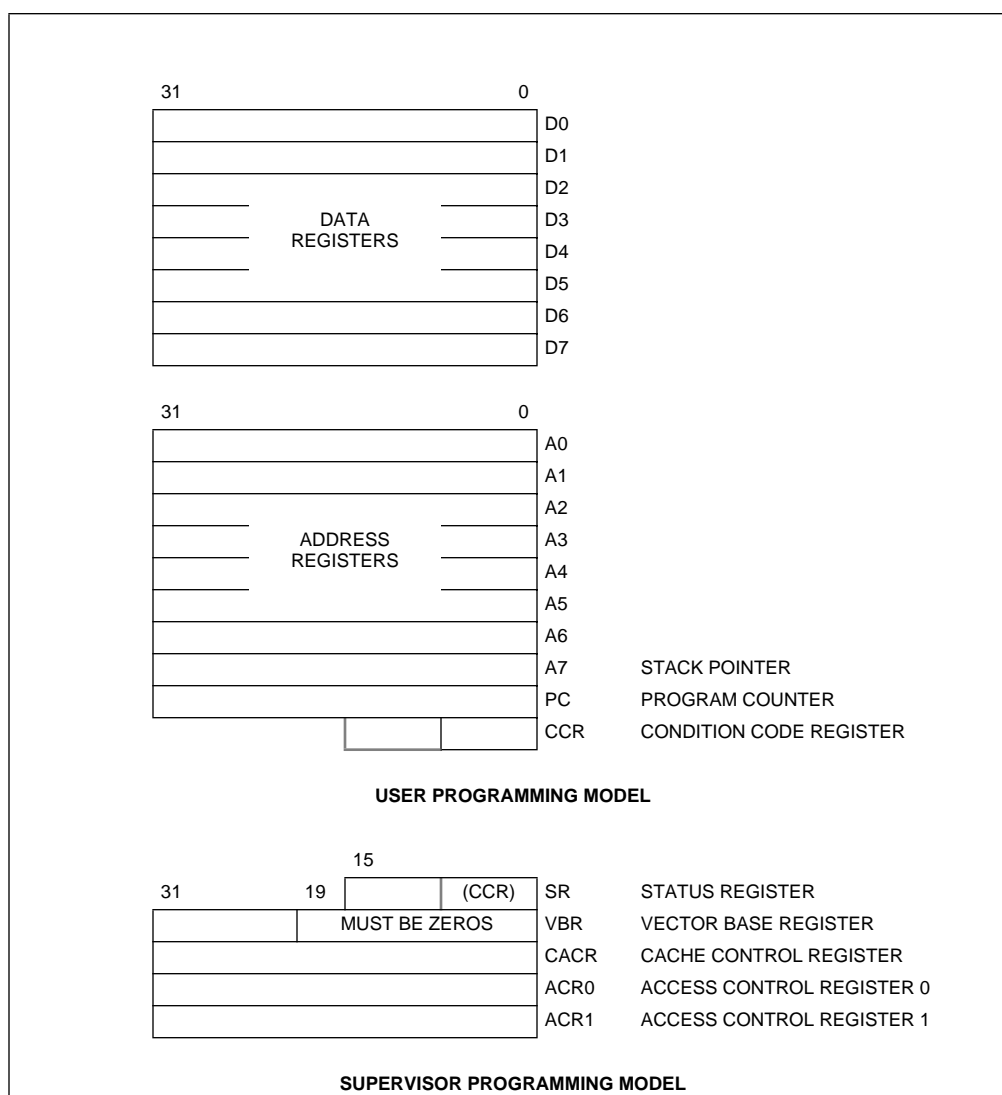 31 0
D0
D1
D2
DATA D3
REGISTERS
D4
D5
D6
D7
31 0
A0
A1
A2
ADDRESS A3
REGISTERS
A4
A5
A6
A7 STACK POINTER
PC PROGRAM COUNTER
CCR CONDITION CODE REGISTER
USER PROGRAMMING MODEL
15
31 19 (CCR) SR STATUS REGISTER
MUST BE ZEROS VBR VECTOR BASE REGISTER
CACR CACHE CONTROL REGISTER
ACR0 ACCESS CONTROL REGISTER 0
ACR1 ACCESS CONTROL REGISTER 1
SUPERVISOR PROGRAMMING MODEL